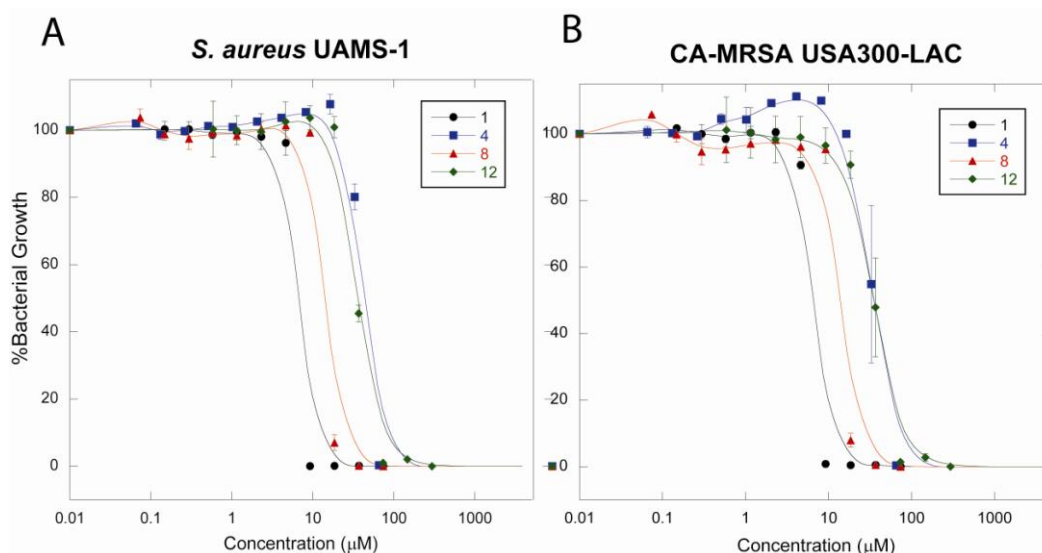 A
S. aureus UAMS-1
%Bacterial Growth
100
80
60
40
20
0
0.01 0.1 1 10 100 1000
Concentration (µM)
1
4
8
12
B
CA-MRSA USA300-LAC
100
80
60
40
20
0
0.01 0.1 1 10 100 1000
Concentration (µM)
1
4
8
12